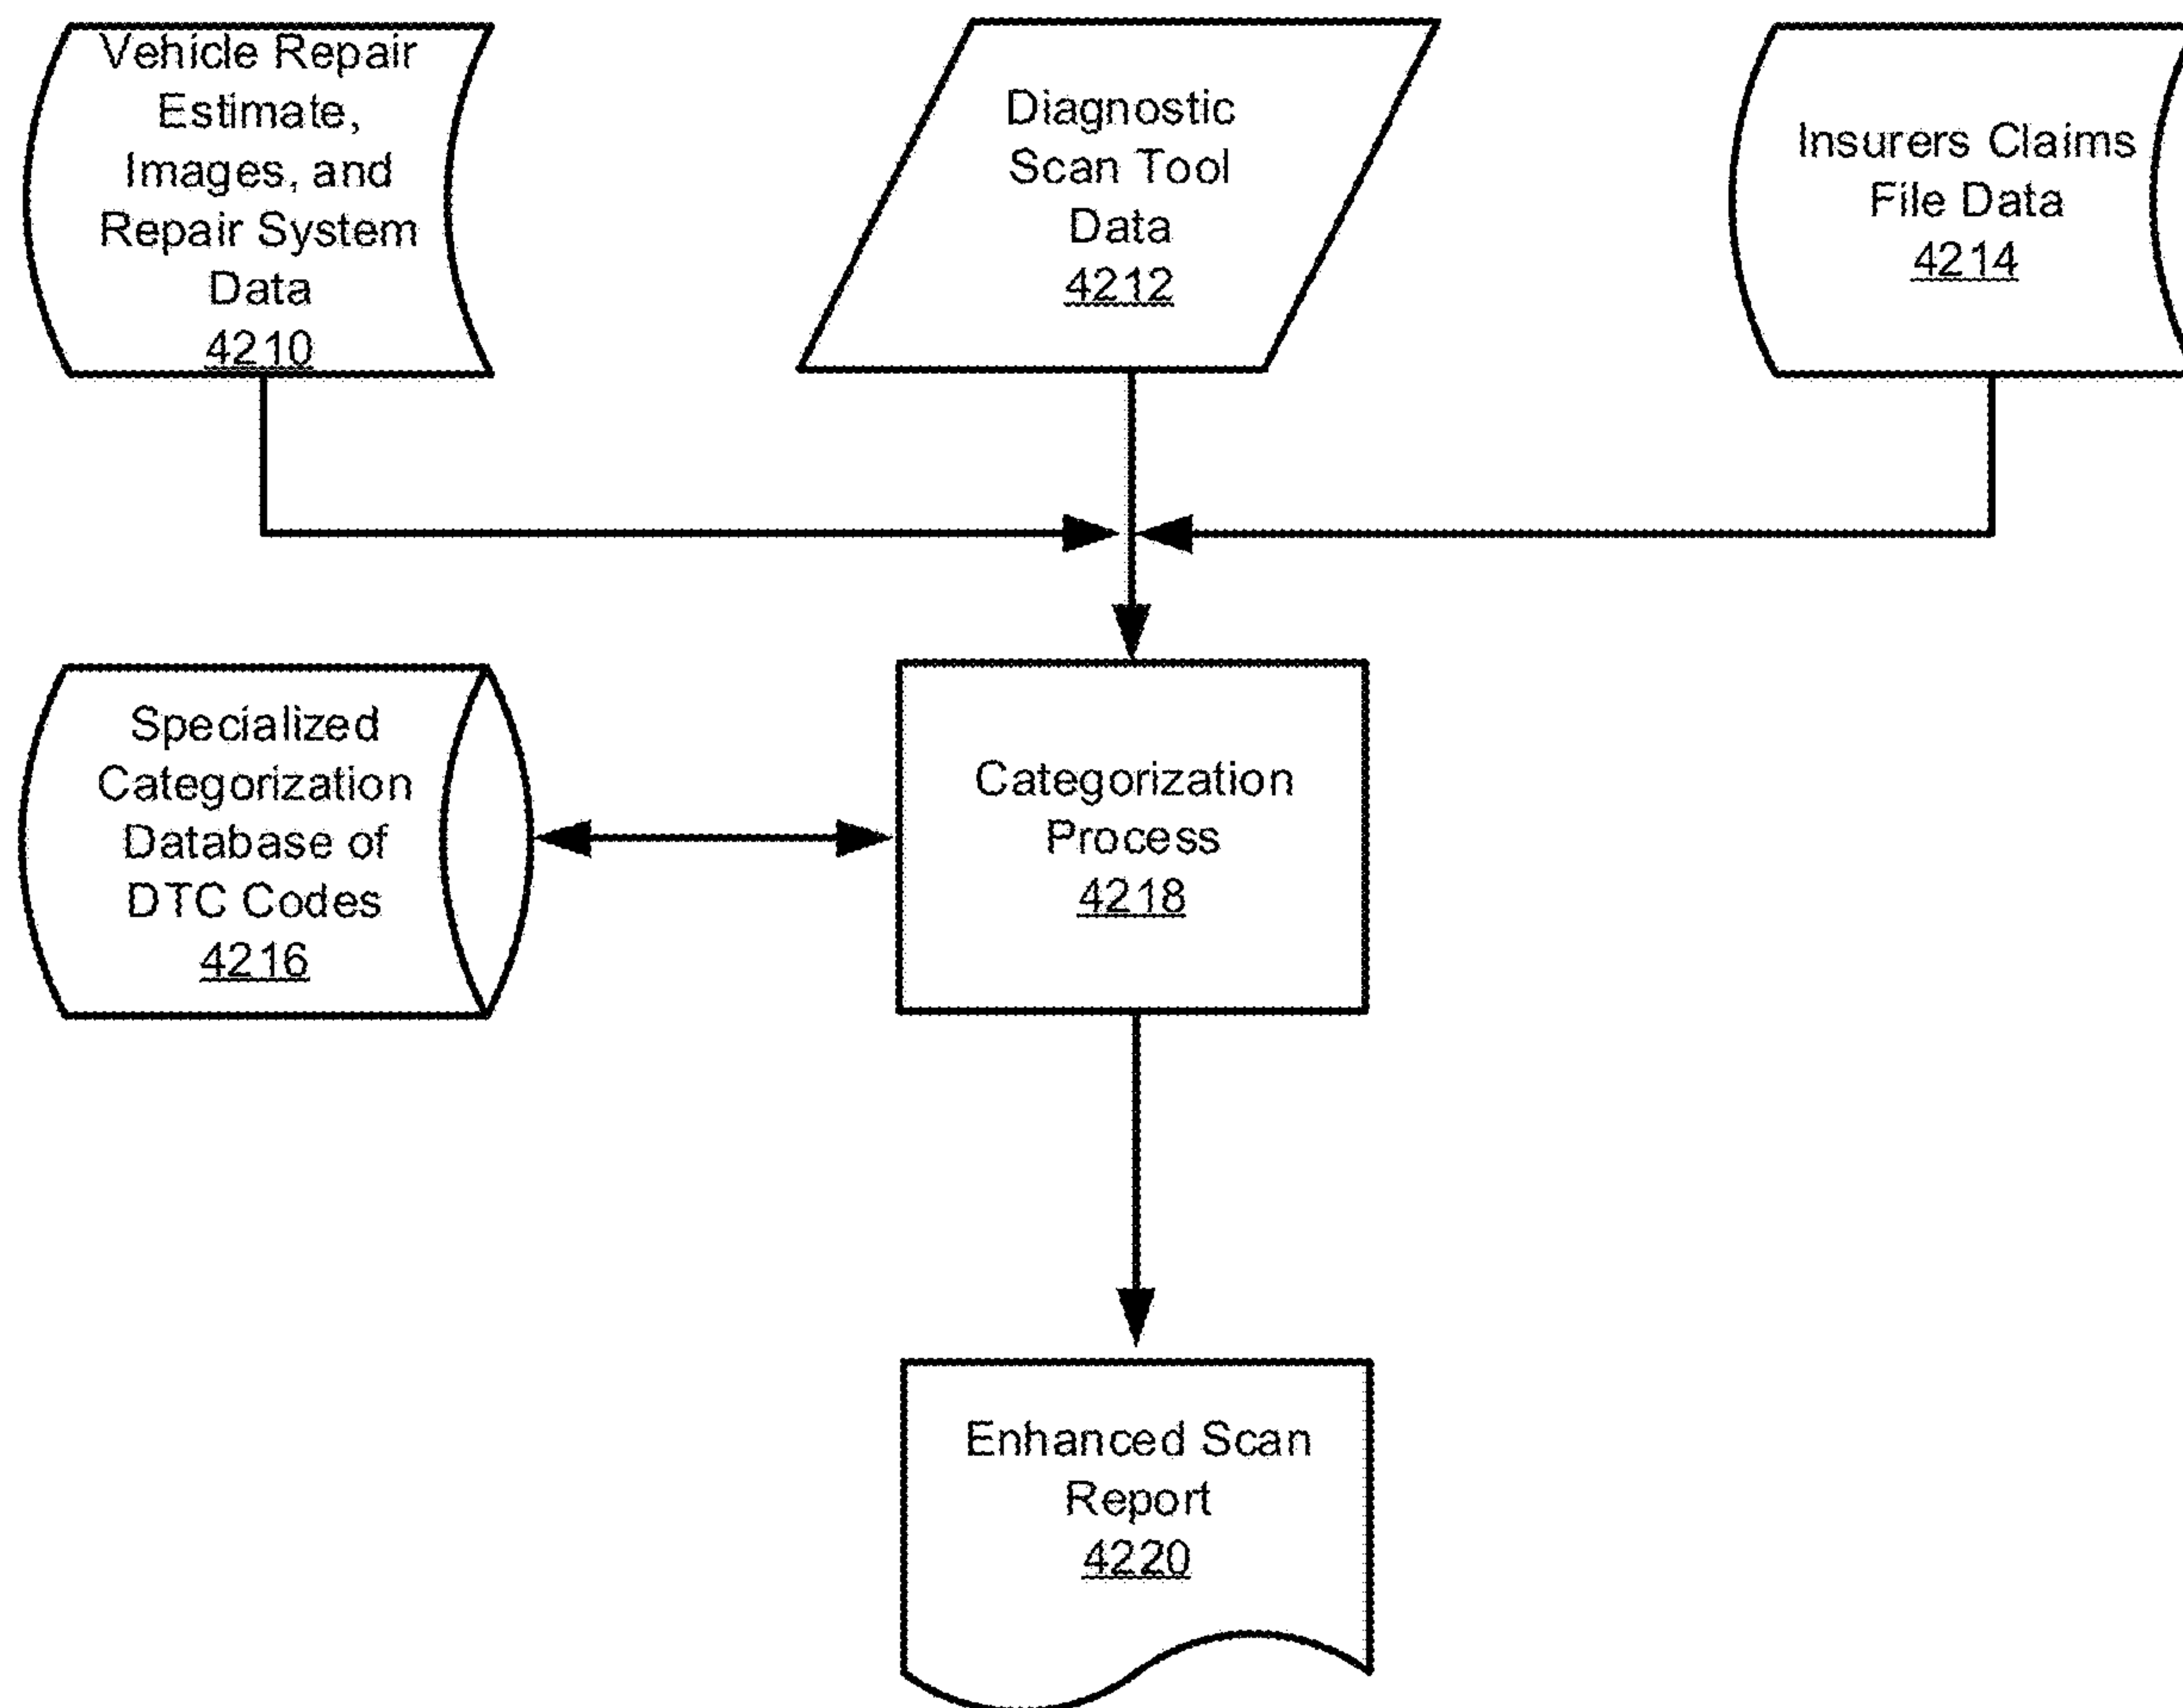 Vehicle Repair
Estimate,
Images, and
Repair System
Data
4210
Diagnostic
Scan Tool
Data
4212
Insurers Claims
File Data
4214
Specialized
Categorization
Database of
DTC Codes
4216
Categorization
Process
4218
Enhanced Scan
Report
4220